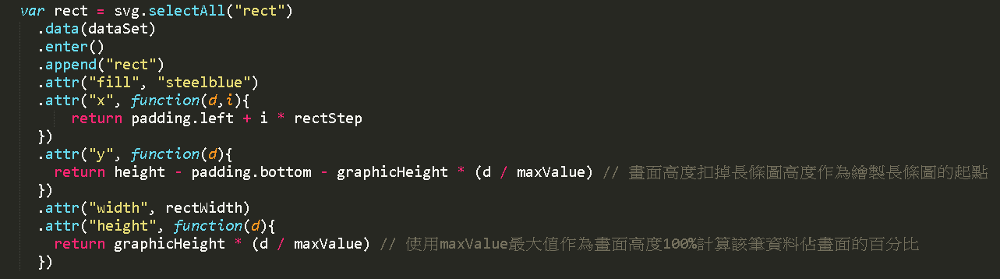 var rect = svg.selectAll("rect")
.data(dataSet)
.enter()
.append("rect")
.attr("fill", "steelblue")
.attr("x", function(d,i){
return padding.left + i * rectStep
})
.attr("y", function(d){
return height - padding.bottom - graphicHeight * (d / maxValue) // 畫面高度扣掉長條圖高度作為繪製長條圖的起點
})
.attr("width", rectWidth)
.attr("height", function(d){
return graphicHeight * (d / maxValue) // 使用maxValue最大值作為畫面高度100%計算該筆資料佔畫面的百分比
})